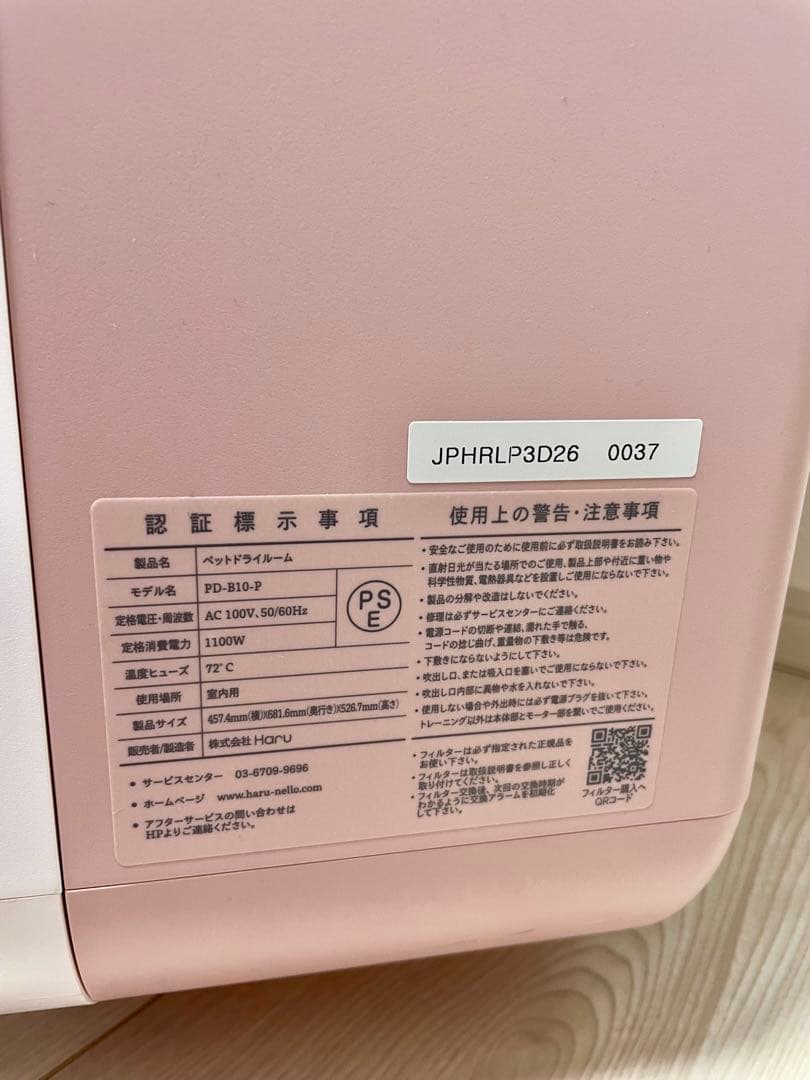 JPHRLP3D26 0037
認証標示事項
製品名 ペットドライルーム
モデル名 PD-B10-P
定格電圧・周波数 AC 100V、50/60Hz
定格消費電力 1100W
温度ヒューズ 72°C
使用場所 室内用
製品サイズ 457.4mm(横)X681.6mm(奥行き)X526.7mm(高さ)
販売者/製造者 株式会社 Haru
PS
E
• サービスセンター 03-6709-9696
• ホームページ www.haru-nello.com
• アフターサービスの問い合わせは
HPよりご連絡ください。
使用上の警告・注意事項
・安全なご使用のために使用前に必ず取扱説明書をお読み下さい。
・直射日光が当たる場所でのご使用、製品上部や付近に重い物や
科学性物質、電熱器具などを設置しご使用にならないで下さい。
・製品の分解や改造はしないでください。
・修理は必ずサービスセンターにご連絡ください。
・電源コードの切断や連結、濡れた手で触る、
コードの捻じ曲げ、重量物の下敷き等は危険です。
・下敷きにならないようにして下さい。
・吹出し口、または吸入口を塞いでご使用にならないで下さい。
・吹出し口内部に異物や水を入れないで下さい。
・使用しない場合や外出時には必ず電源プラグを抜いて下さい。
トレーニング以外は本体部とモーター部を繋いでご使用ください。
・フィルターは必ず指定された正規品を
お使い下さい。
・フィルターは取扱説明書を参照し正しく
取り付けてください。
・フィルター交換後、次回の交換時期が
わかるように交換アラームを初期化
して下さい。
フィルター購入へ
QRコード